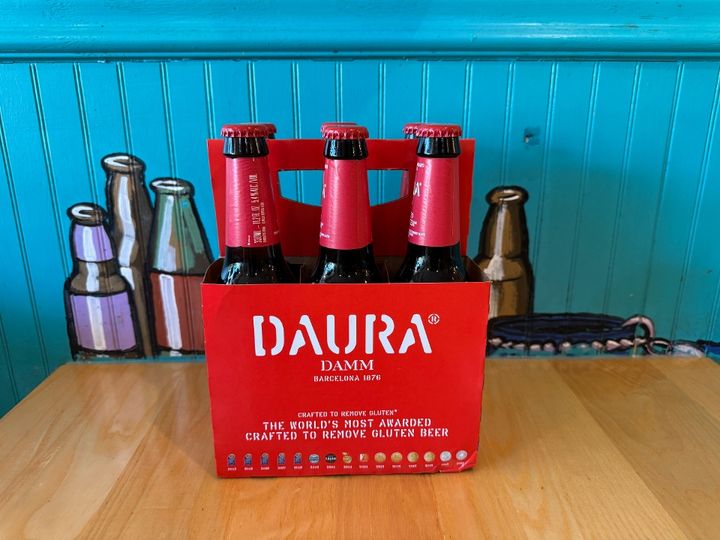 DAURA®
DAMM
BARCELONA 1876
CRAFTED TO REMOVE GLUTEN*
THE WORLD'S MOST AWARDED
CRAFTED TO REMOVE GLUTEN BEER